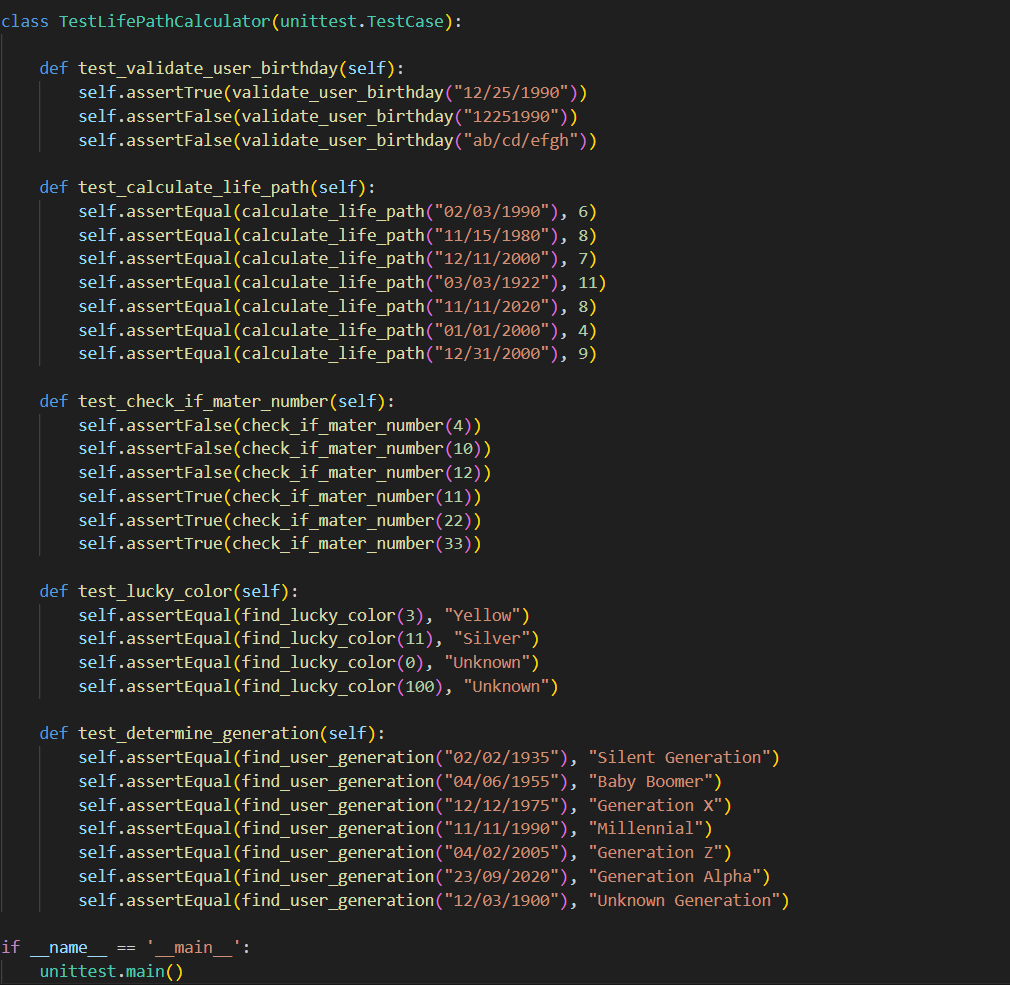 class TestLifePathCalculator(unittest.TestCase):
    def test_validate_user_birthday(self):
        self.assertTrue(validate_user_birthday("12/25/1990"))
        self.assertFalse(validate_user_birthday("12251990"))
        self.assertFalse(validate_user_birthday("ab/cd/efgh"))
    def test_calculate_life_path(self):
        self.assertEqual(calculate_life_path("02/03/1990"), 6)
        self.assertEqual(calculate_life_path("11/15/1980"), 8)
        self.assertEqual(calculate_life_path("12/11/2000"), 7)
        self.assertEqual(calculate_life_path("03/03/1922"), 11)
        self.assertEqual(calculate_life_path("11/11/2020"), 8)
        self.assertEqual(calculate_life_path("01/01/2000"), 4)
        self.assertEqual(calculate_life_path("12/31/2000"), 9)
    def test_check_if_mater_number(self):
        self.assertFalse(check_if_mater_number(4))
        self.assertFalse(check_if_mater_number(10))
        self.assertFalse(check_if_mater_number(12))
        self.assertTrue(check_if_mater_number(11))
        self.assertTrue(check_if_mater_number(22))
        self.assertTrue(check_if_mater_number(33))
    def test_lucky_color(self):
        self.assertEqual(find_lucky_color(3), "Yellow")
        self.assertEqual(find_lucky_color(11), "Silver")
        self.assertEqual(find_lucky_color(0), "Unknown")
        self.assertEqual(find_lucky_color(100), "Unknown")
    def test_determine_generation(self):
        self.assertEqual(find_user_generation("02/02/1935"), "Silent Generation")
        self.assertEqual(find_user_generation("04/06/1955"), "Baby Boomer")
        self.assertEqual(find_user_generation("12/12/1975"), "Generation X")
        self.assertEqual(find_user_generation("11/11/1990"), "Millennial")
        self.assertEqual(find_user_generation("04/02/2005"), "Generation Z")
        self.assertEqual(find_user_generation("23/09/2020"), "Generation Alpha")
        self.assertEqual(find_user_generation("12/03/1900"), "Unknown Generation")
if __name__ == '__main__':
    unittest.main()